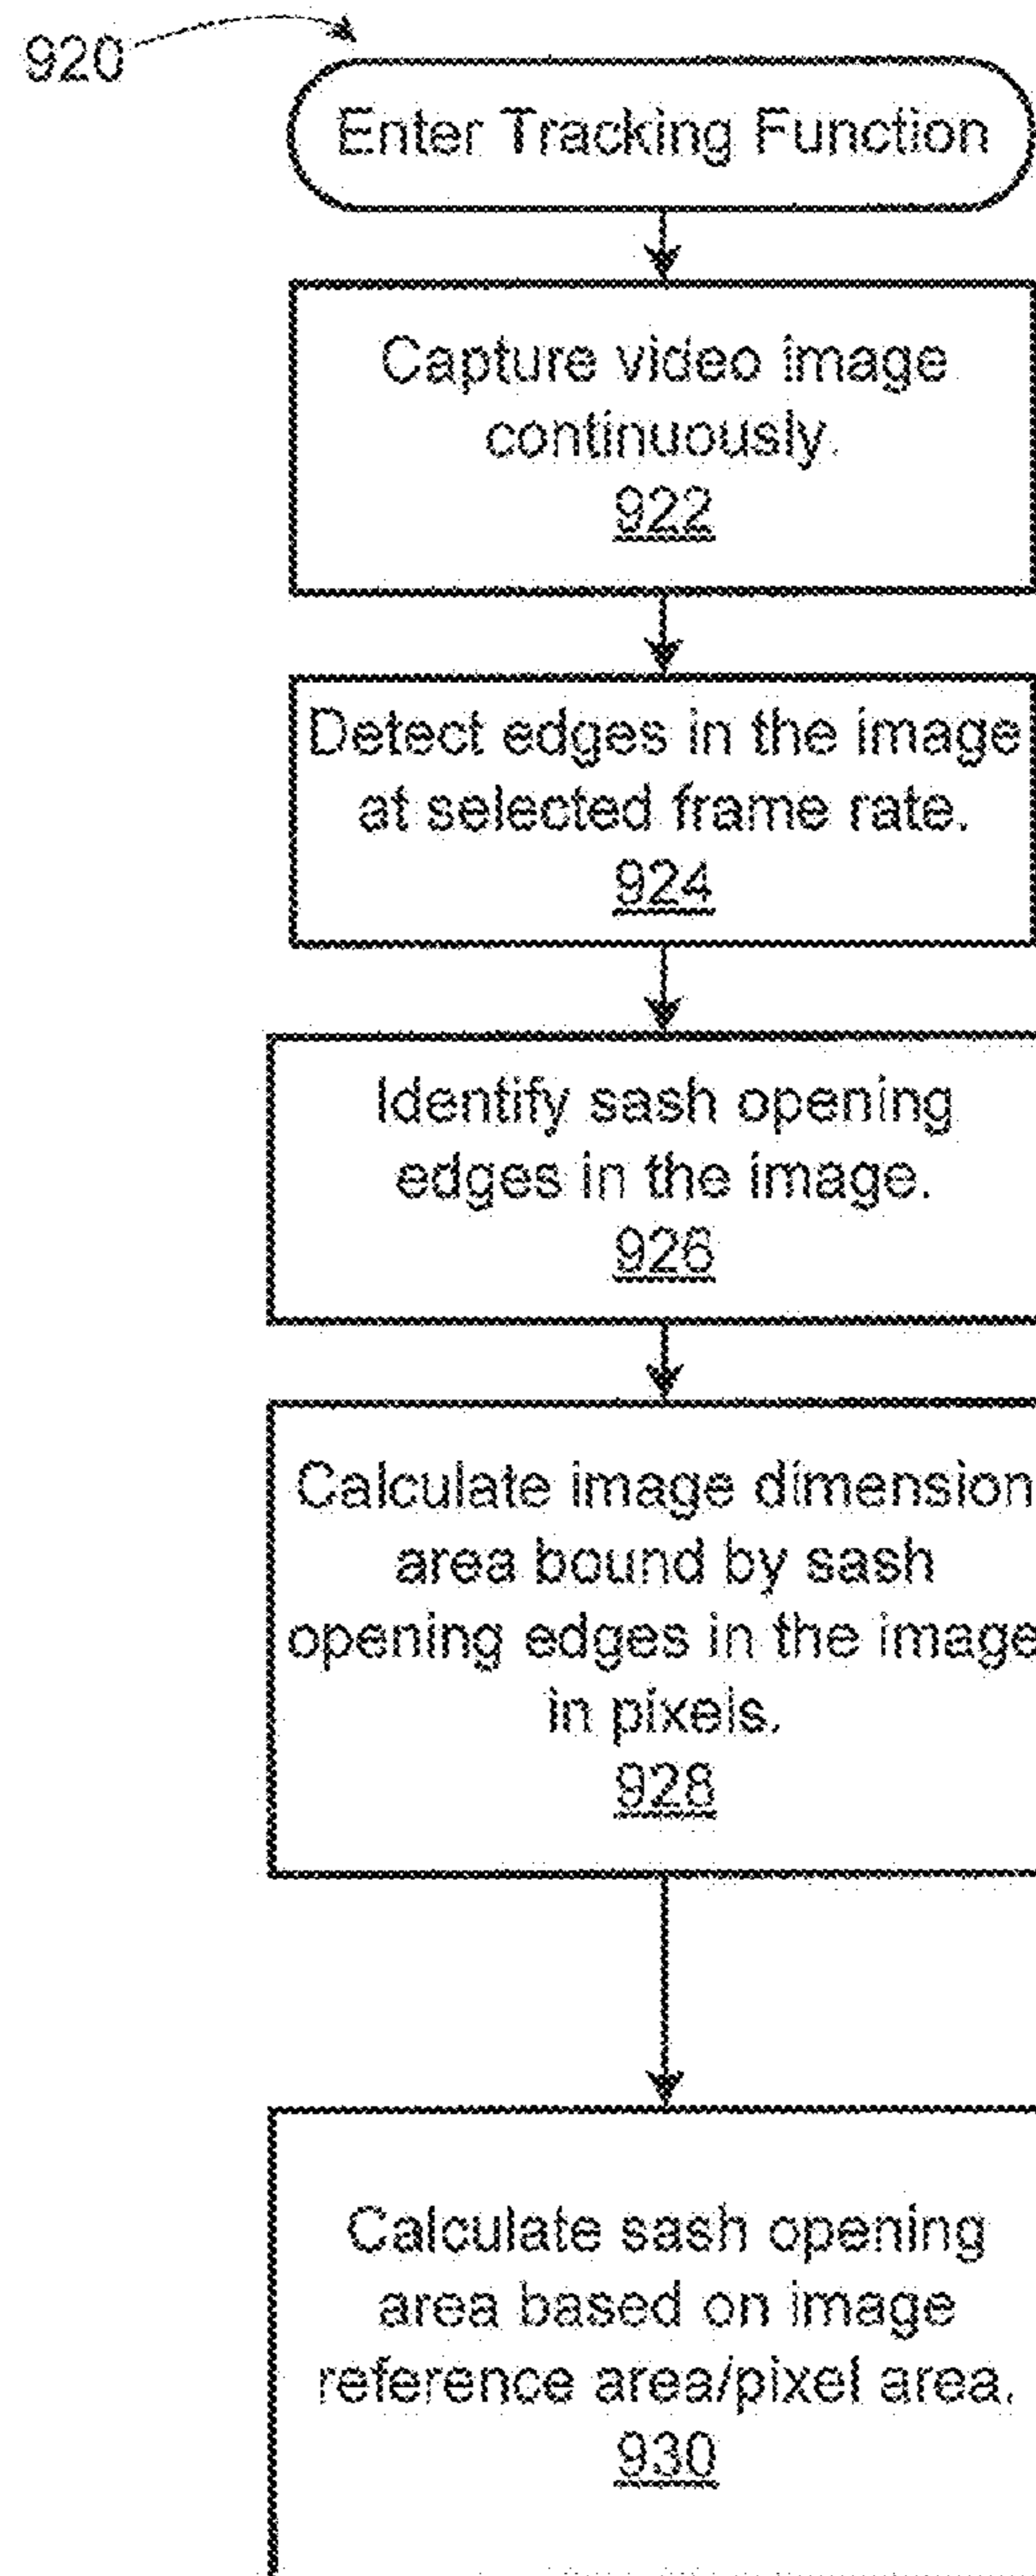 920
Enter Tracking Function
Capture video image
continuously.
922
Detect edges in the image
at selected frame rate.
924
Identify sash opening
edges in the image.
926
Calculate image dimension
area bound by sash
opening edges in the image
in pixels.
928
Calculate sash opening
area based on image
reference area/pixel area.
930